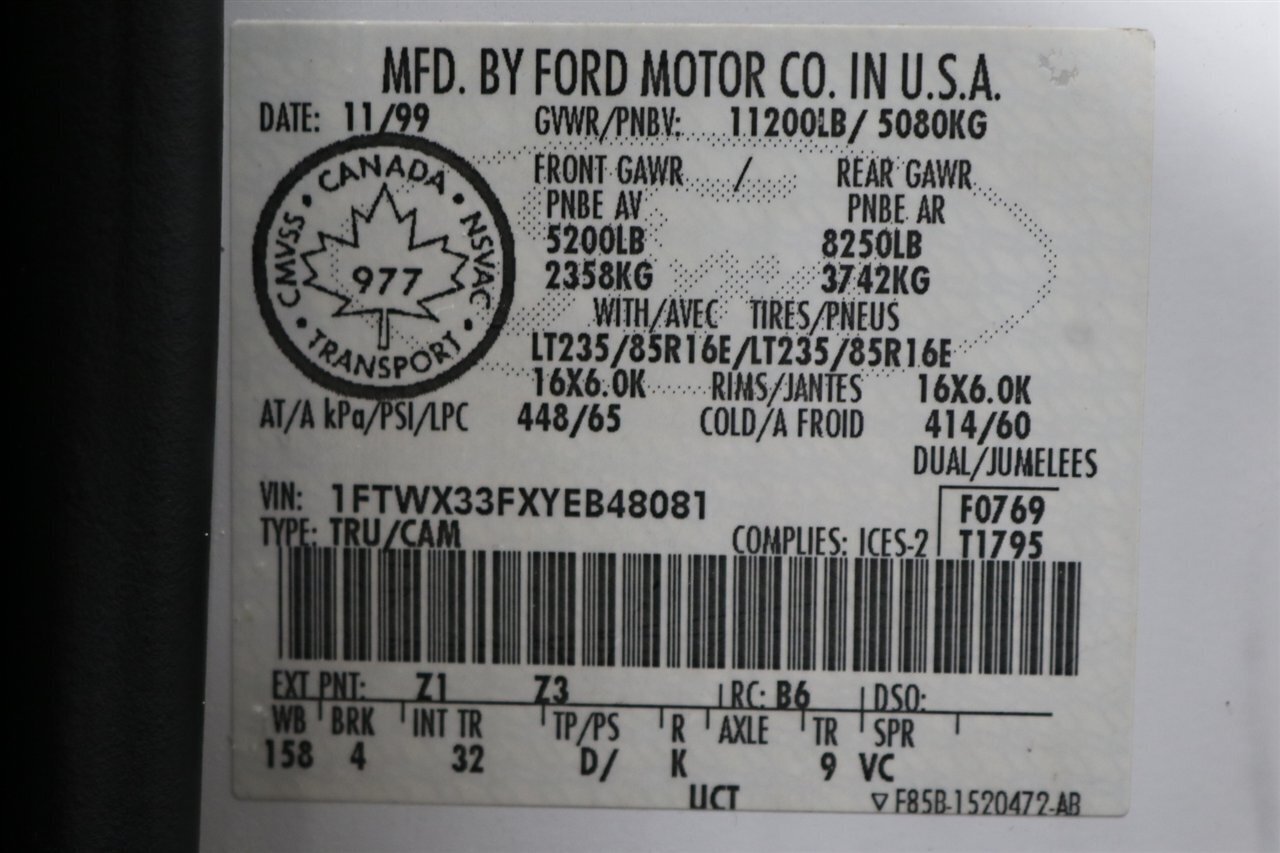 MFD. BY FORD MOTOR CO. IN U.S.A.
DATE: 11/99 GVWR/PNBV: 11200LB/ 5080KG
CANADA
CMVSS NSVAC
977
TRANSPORT
FRONT GAWR / REAR GAWR
PNBE AV PNBE AR
5200LB 8250LB
2358KG 3742KG
WITH/AVEC TIRES/PNEUS
LT235/85R16E/LT235/85R16E
16X6.0K RIMS/JANTES 16X6.0K
AT/A kPa/PSI/LPC 448/65 COLD/A FROID 414/60
DUAL/JUMELEES
VIN: 1FTWX33FXYEB48081 F0769
TYPE: TRU/CAM COMPLIES: ICES-2 T1795
EXT PNT: Z1 Z3 RC: B6 DSO:
WB BRK INT TR TP/PS R AXLE TR SPR
158 4 32 D/ K 9 VC
UCT ▽ F85B-1520472-AB